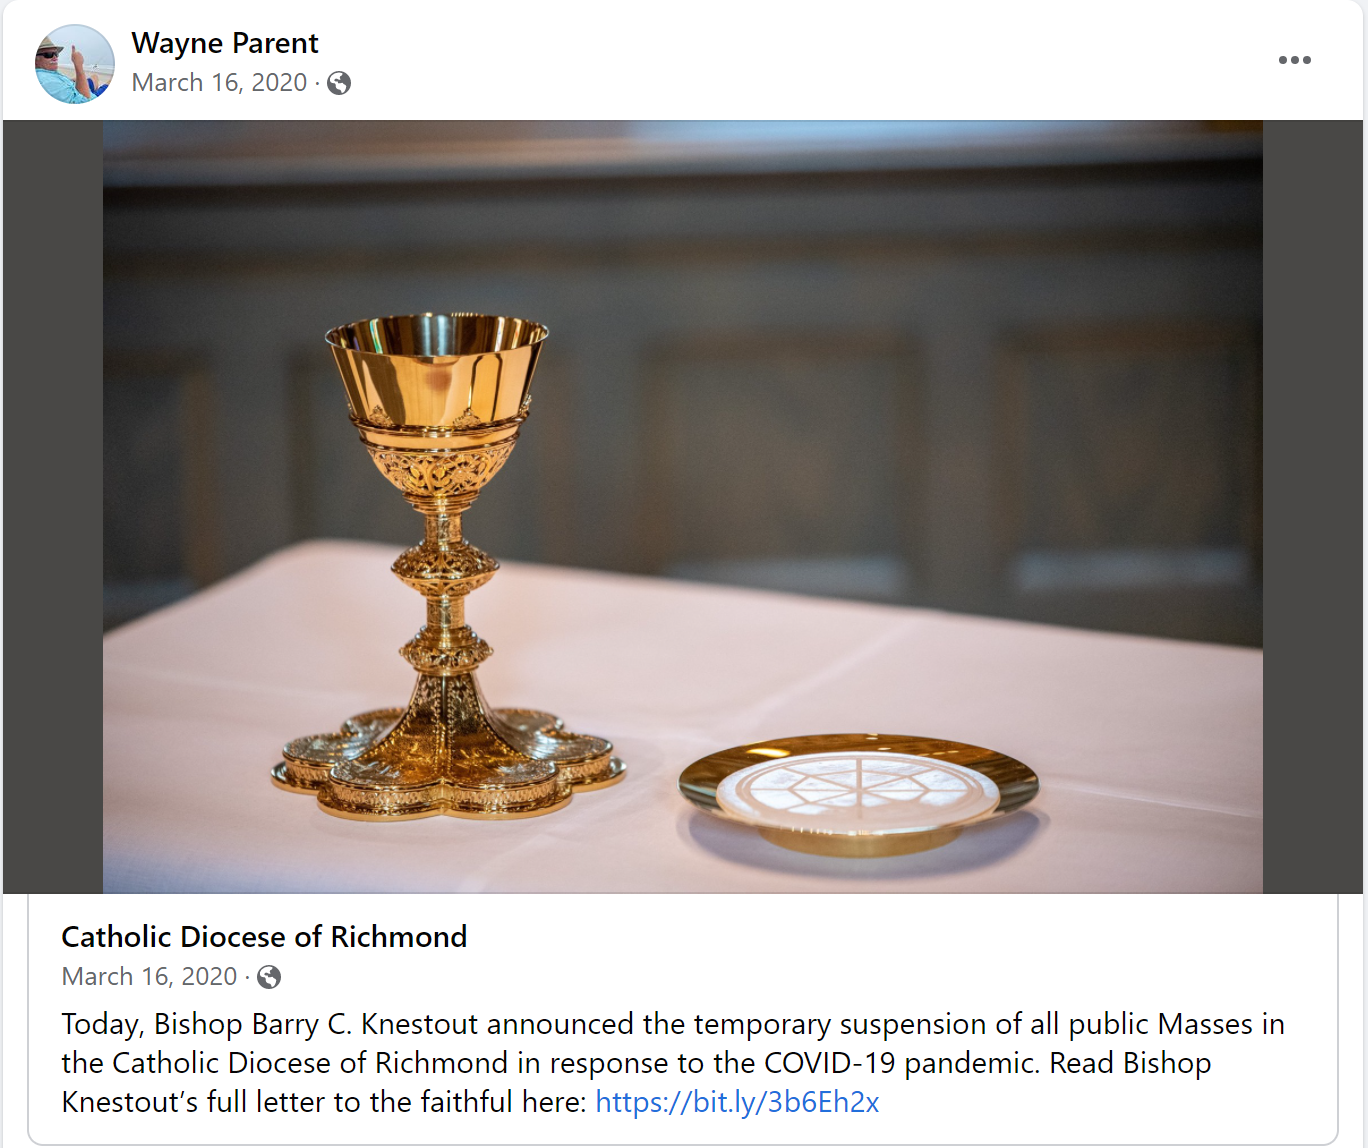 Wayne Parent
March 16, 2020 ·
Catholic Diocese of Richmond
March 16, 2020 ·
Today, Bishop Barry C. Knestout announced the temporary suspension of all public Masses in
the Catholic Diocese of Richmond in response to the COVID-19 pandemic. Read Bishop
Knestout’s full letter to the faithful here: https://bit.ly/3b6Eh2x